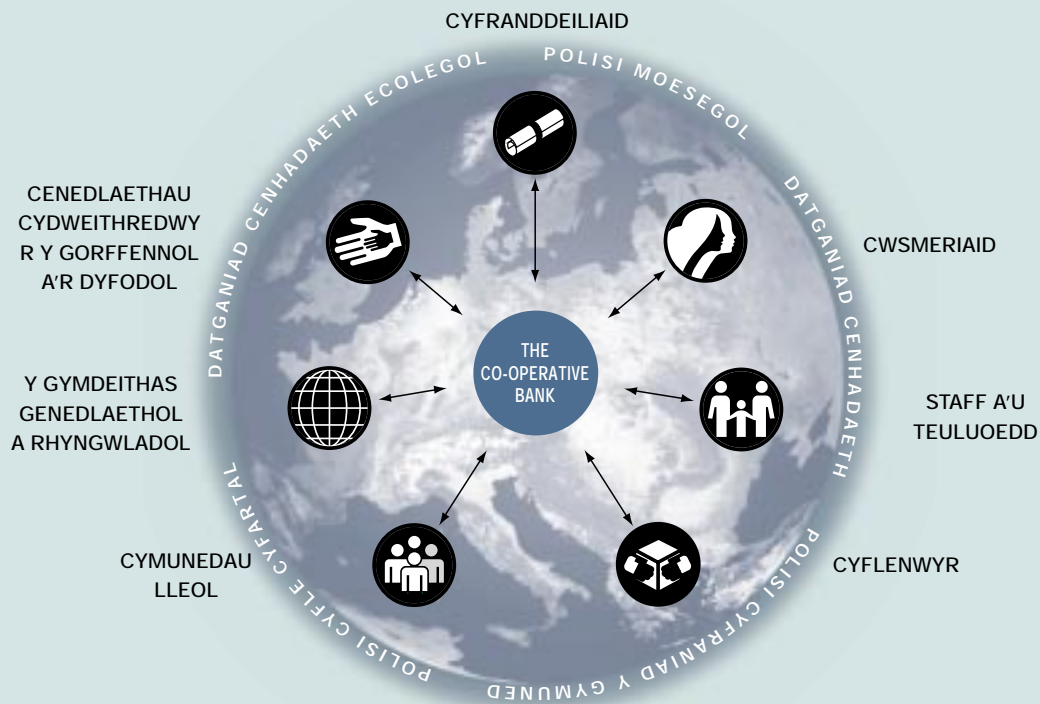 CYFRANDDEILIAID
DATGANIAD CENHADAETH ECOLEGOL
POLISI MOESEGOL
DATGANIAD CENHADAETH
POLISI CYFRANIAD Y GYMUNED
POLISI CYFLE CYFARTAL
CENEDLAETHAU
CYDWEITHREDWY
R Y GORFFENNOL
A'R DYFODOL
CWSMERIAID
THE
CO-OPERATIVE
BANK
Y GYMDEITHAS
GENEDLAETHOL
A RHYNGWLADOL
STAFF A'U
TEULUOEDD
CYMUNEDAU
LLEOL
CYFLENWYR